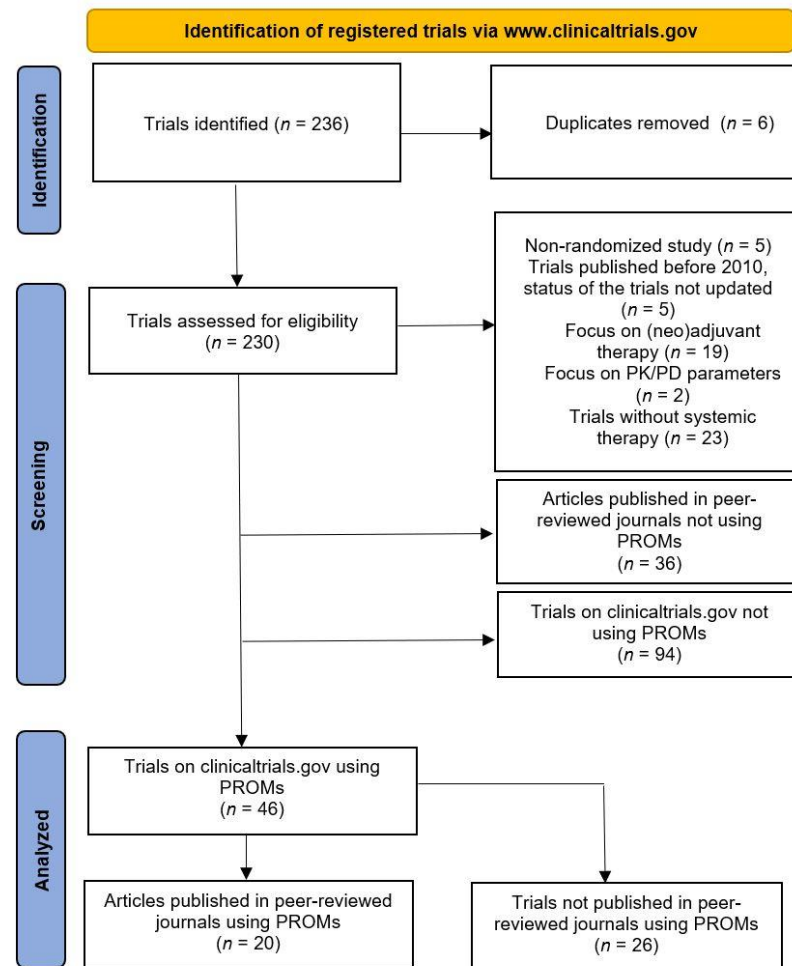 Identification of registered trials via www.clinicaltrials.gov
Identification
Trials identified (n = 236)
Duplicates removed (n = 6)
Screening
Trials assessed for eligibility
(n = 230)
Non-randomized study (n = 5)
Trials published before 2010,
status of the trials not updated
(n = 5)
Focus on (neo)adjuvant
therapy (n = 19)
Focus on PK/PD parameters
(n = 2)
Trials without systemic
therapy (n = 23)
Articles published in peer-
reviewed journals not using
PROMs
(n = 36)
Trials on clinicaltrials.gov not
using PROMs
(n = 94)
Analyzed
Trials on clinicaltrials.gov using
PROMs
(n = 46)
Articles published in peer-reviewed
journals using PROMs
(n = 20)
Trials not published in peer-
reviewed journals using PROMs
(n = 26)